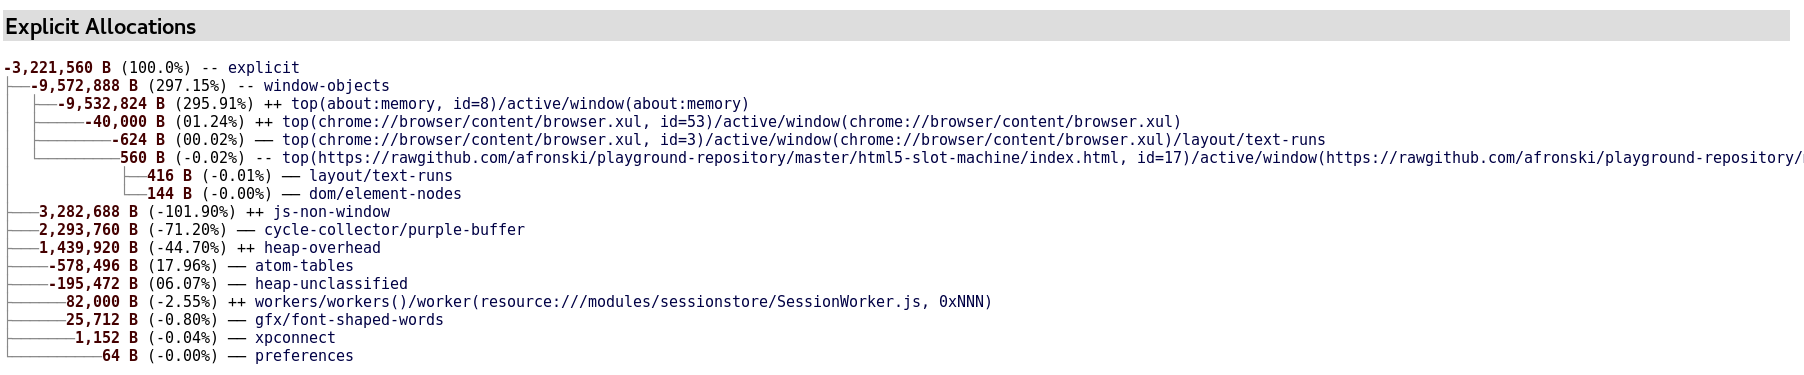 Explicit Allocations
-3,221,560 B (100.0%) -- explicit
├──-9,572,888 B (297.15%) -- window-objects
│  ├──-9,532,824 B (295.91%) ++ top(about:memory, id=8)/active/window(about:memory)
│  ├─────-40,000 B (01.24%) ++ top(chrome://browser/content/browser.xul, id=53)/active/window(chrome://browser/content/browser.xul)
│  ├────────-624 B (00.02%) ── top(chrome://browser/content/browser.xul, id=3)/active/window(chrome://browser/content/browser.xul)/layout/text-runs
│  └─────────560 B (-0.02%) -- top(https://rawgithub.com/afronski/playground-repository/master/html5-slot-machine/index.html, id=17)/active/window(https://rawgithub.com/afronski/playground-repository/
│            ├──416 B (-0.01%) ── layout/text-runs
│            └──144 B (-0.00%) ── dom/element-nodes
├───3,282,688 B (-101.90%) ++ js-non-window
├───2,293,760 B (-71.20%) ── cycle-collector/purple-buffer
├───1,439,920 B (-44.70%) ++ heap-overhead
├────-578,496 B (17.96%) ── atom-tables
├────-195,472 B (06.07%) ── heap-unclassified
├──────82,000 B (-2.55%) ++ workers/workers()/worker(resource:///modules/sessionstore/SessionWorker.js, 0xNNN)
├──────25,712 B (-0.80%) ── gfx/font-shaped-words
├───────1,152 B (-0.04%) ── xpconnect
└──────────64 B (-0.00%) ── preferences